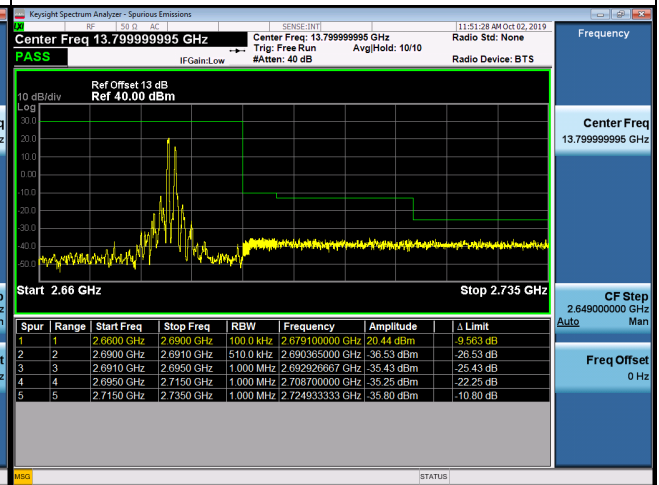 Keysight Spectrum Analyzer - Spurious Emissions
RF 50 Ω AC SENSE:INT 11:51:28 AM Oct 02, 2019
Center Freq 13.799999995 GHz Center Freq: 13.799999995 GHz Radio Std: None Frequency
Trig: Free Run Avg|Hold: 10/10
PASS IFGain:Low #Atten: 40 dB Radio Device: BTS
Ref Offset 13 dB
10 dB/div Ref 40.00 dBm
Log
30.0
20.0
10.0
0.00
-10.0
-20.0
-30.0
-40.0
-50.0
Start 2.66 GHz Stop 2.735 GHz
Center Freq
13.799999995 GHz
CF Step
2.649000000 GHz
Auto Man
Freq Offset
0 Hz
Spur Range Start Freq Stop Freq RBW Frequency Amplitude Δ Limit
1 1 2.6600 GHz 2.6900 GHz 100.0 kHz 2.679100000 GHz 20.44 dBm -9.563 dB
2 2 2.6900 GHz 2.6910 GHz 510.0 kHz 2.690365000 GHz -36.53 dBm -26.53 dB
3 3 2.6910 GHz 2.6950 GHz 1.000 MHz 2.692926667 GHz -35.43 dBm -25.43 dB
4 4 2.6950 GHz 2.7150 GHz 1.000 MHz 2.708700000 GHz -35.25 dBm -22.25 dB
5 5 2.7150 GHz 2.7350 GHz 1.000 MHz 2.724933333 GHz -35.80 dBm -10.80 dB
MSG STATUS